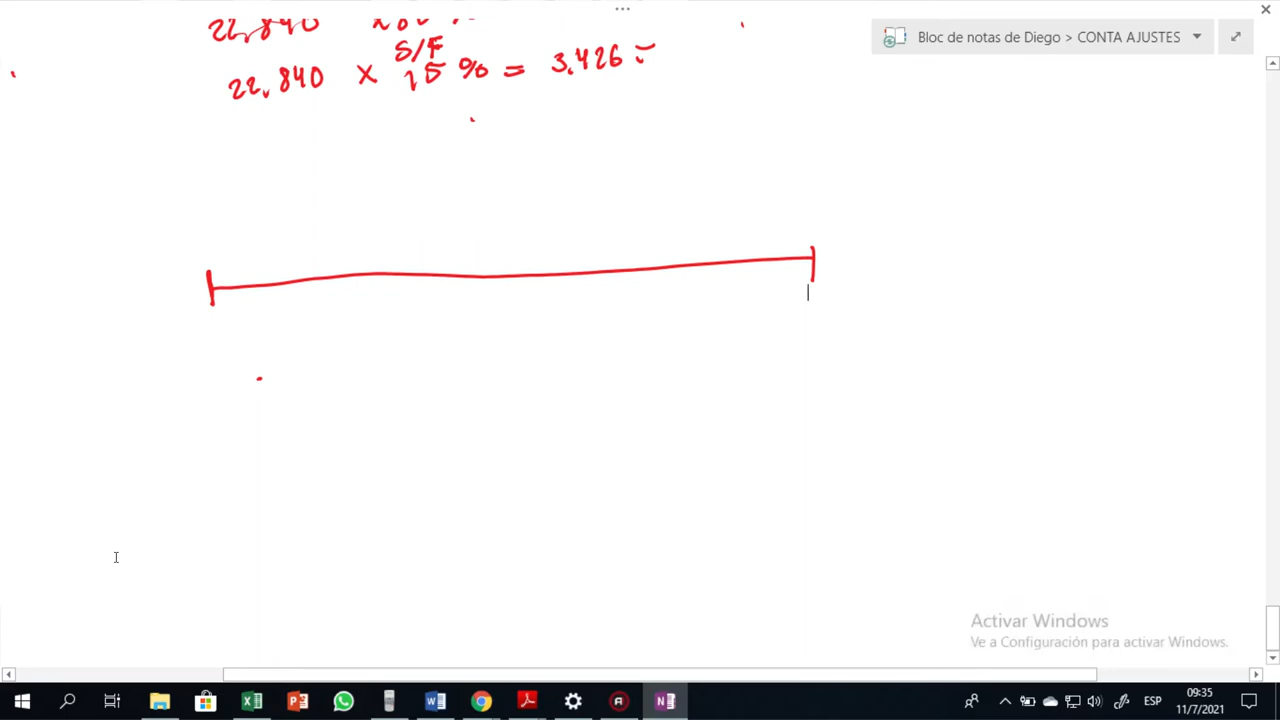 Bloc de notas de Diego > CONTA AJUSTES
22,840
S/F
22,840 x 15 % = 3.426
Activar Windows
Ve a Configuración para activar Windows.
ESP
09:35
11/7/2021